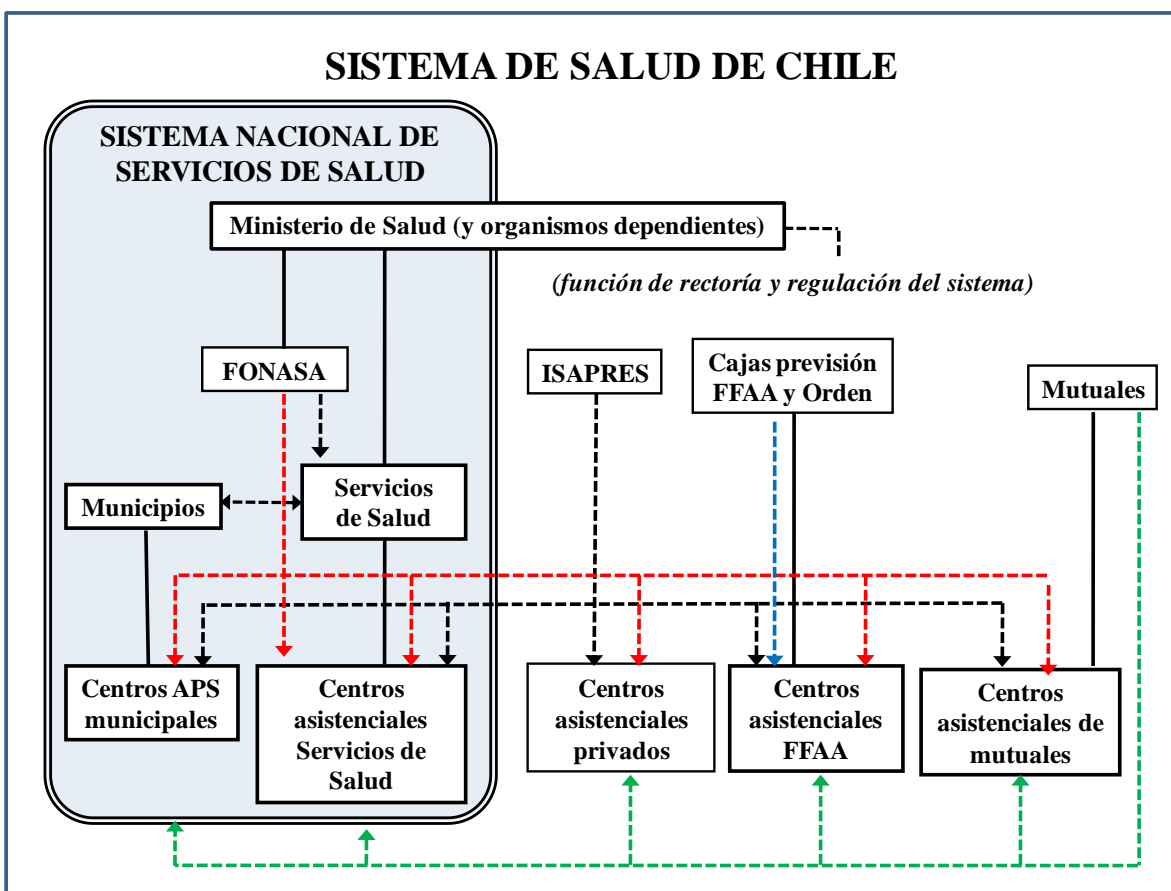 SISTEMA DE SALUD DE CHILE
SISTEMA NACIONAL DE
SERVICIOS DE SALUD
Ministerio de Salud (y organismos dependientes)
(función de rectoría y regulación del sistema)
FONASA
ISAPRES
Cajas previsión
FFAA y Orden
Mutuales
Municipios
Servicios
de Salud
Centros APS
municipales
Centros
asistenciales
Servicios de
Salud
Centros
asistenciales
privados
Centros
asistenciales
FFAA
Centros
asistenciales de
mutuales